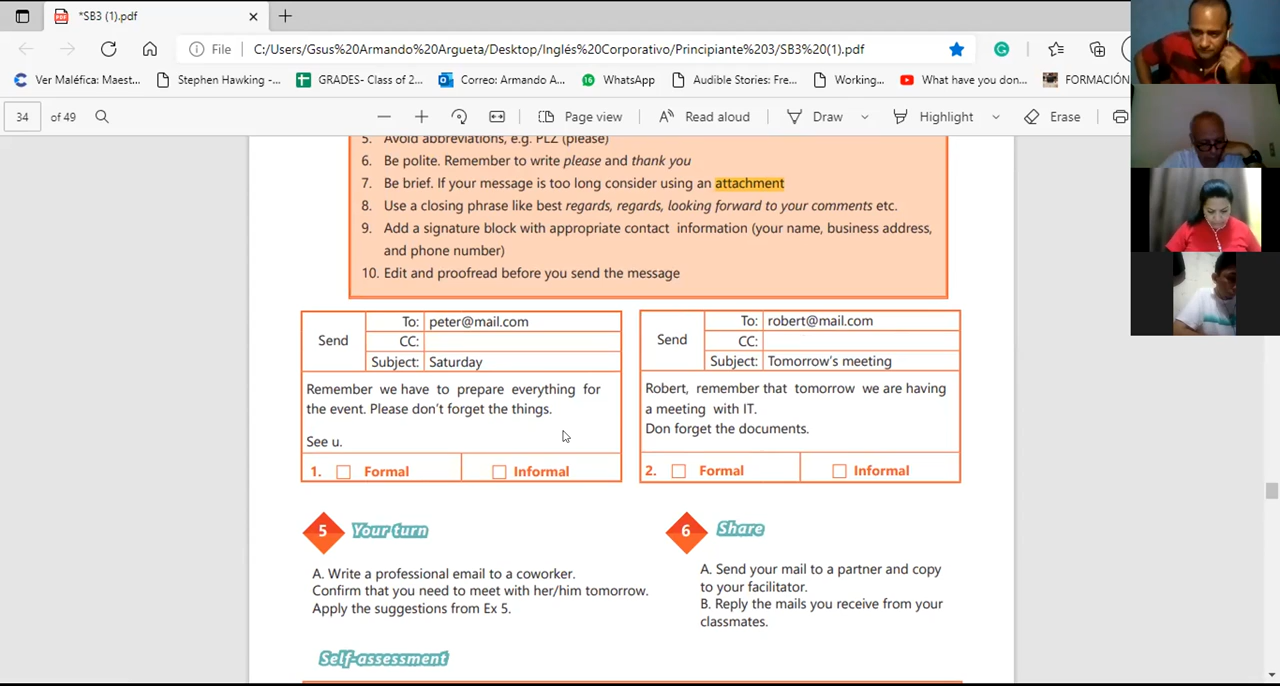 *SB3 (1).pdf
File C:/Users/Gsus%20Armando%20Argueta/Desktop/Inglés%20Corporativo/Principiante%203/SB3%20(1).pdf
Ver Maléfica: Maest... Stephen Hawking -... GRADES- Class of 2... Correo: Armando A... WhatsApp Audible Stories: Fre... Working... What have you don... FORMACIÓN
34 of 49 Page view Read aloud Draw Highlight Erase
5. Avoid abbreviations, e.g. PLZ (please)
6. Be polite. Remember to write please and thank you
7. Be brief. If your message is too long consider using an attachment
8. Use a closing phrase like best regards, regards, looking forward to your comments etc.
9. Add a signature block with appropriate contact information (your name, business address,
and phone number)
10. Edit and proofread before you send the message
Send
To: peter@mail.com
CC:
Subject: Saturday
Remember we have to prepare everything for
the event. Please don't forget the things.
See u.
1. Formal Informal
Send
To: robert@mail.com
CC:
Subject: Tomorrow's meeting
Robert, remember that tomorrow we are having
a meeting with IT.
Don forget the documents.
2. Formal Informal
5 Your turn
A. Write a professional email to a coworker.
Confirm that you need to meet with her/him tomorrow.
Apply the suggestions from Ex 5.
6 Share
A. Send your mail to a partner and copy
to your facilitator.
B. Reply the mails you receive from your
classmates.
Self-assessment